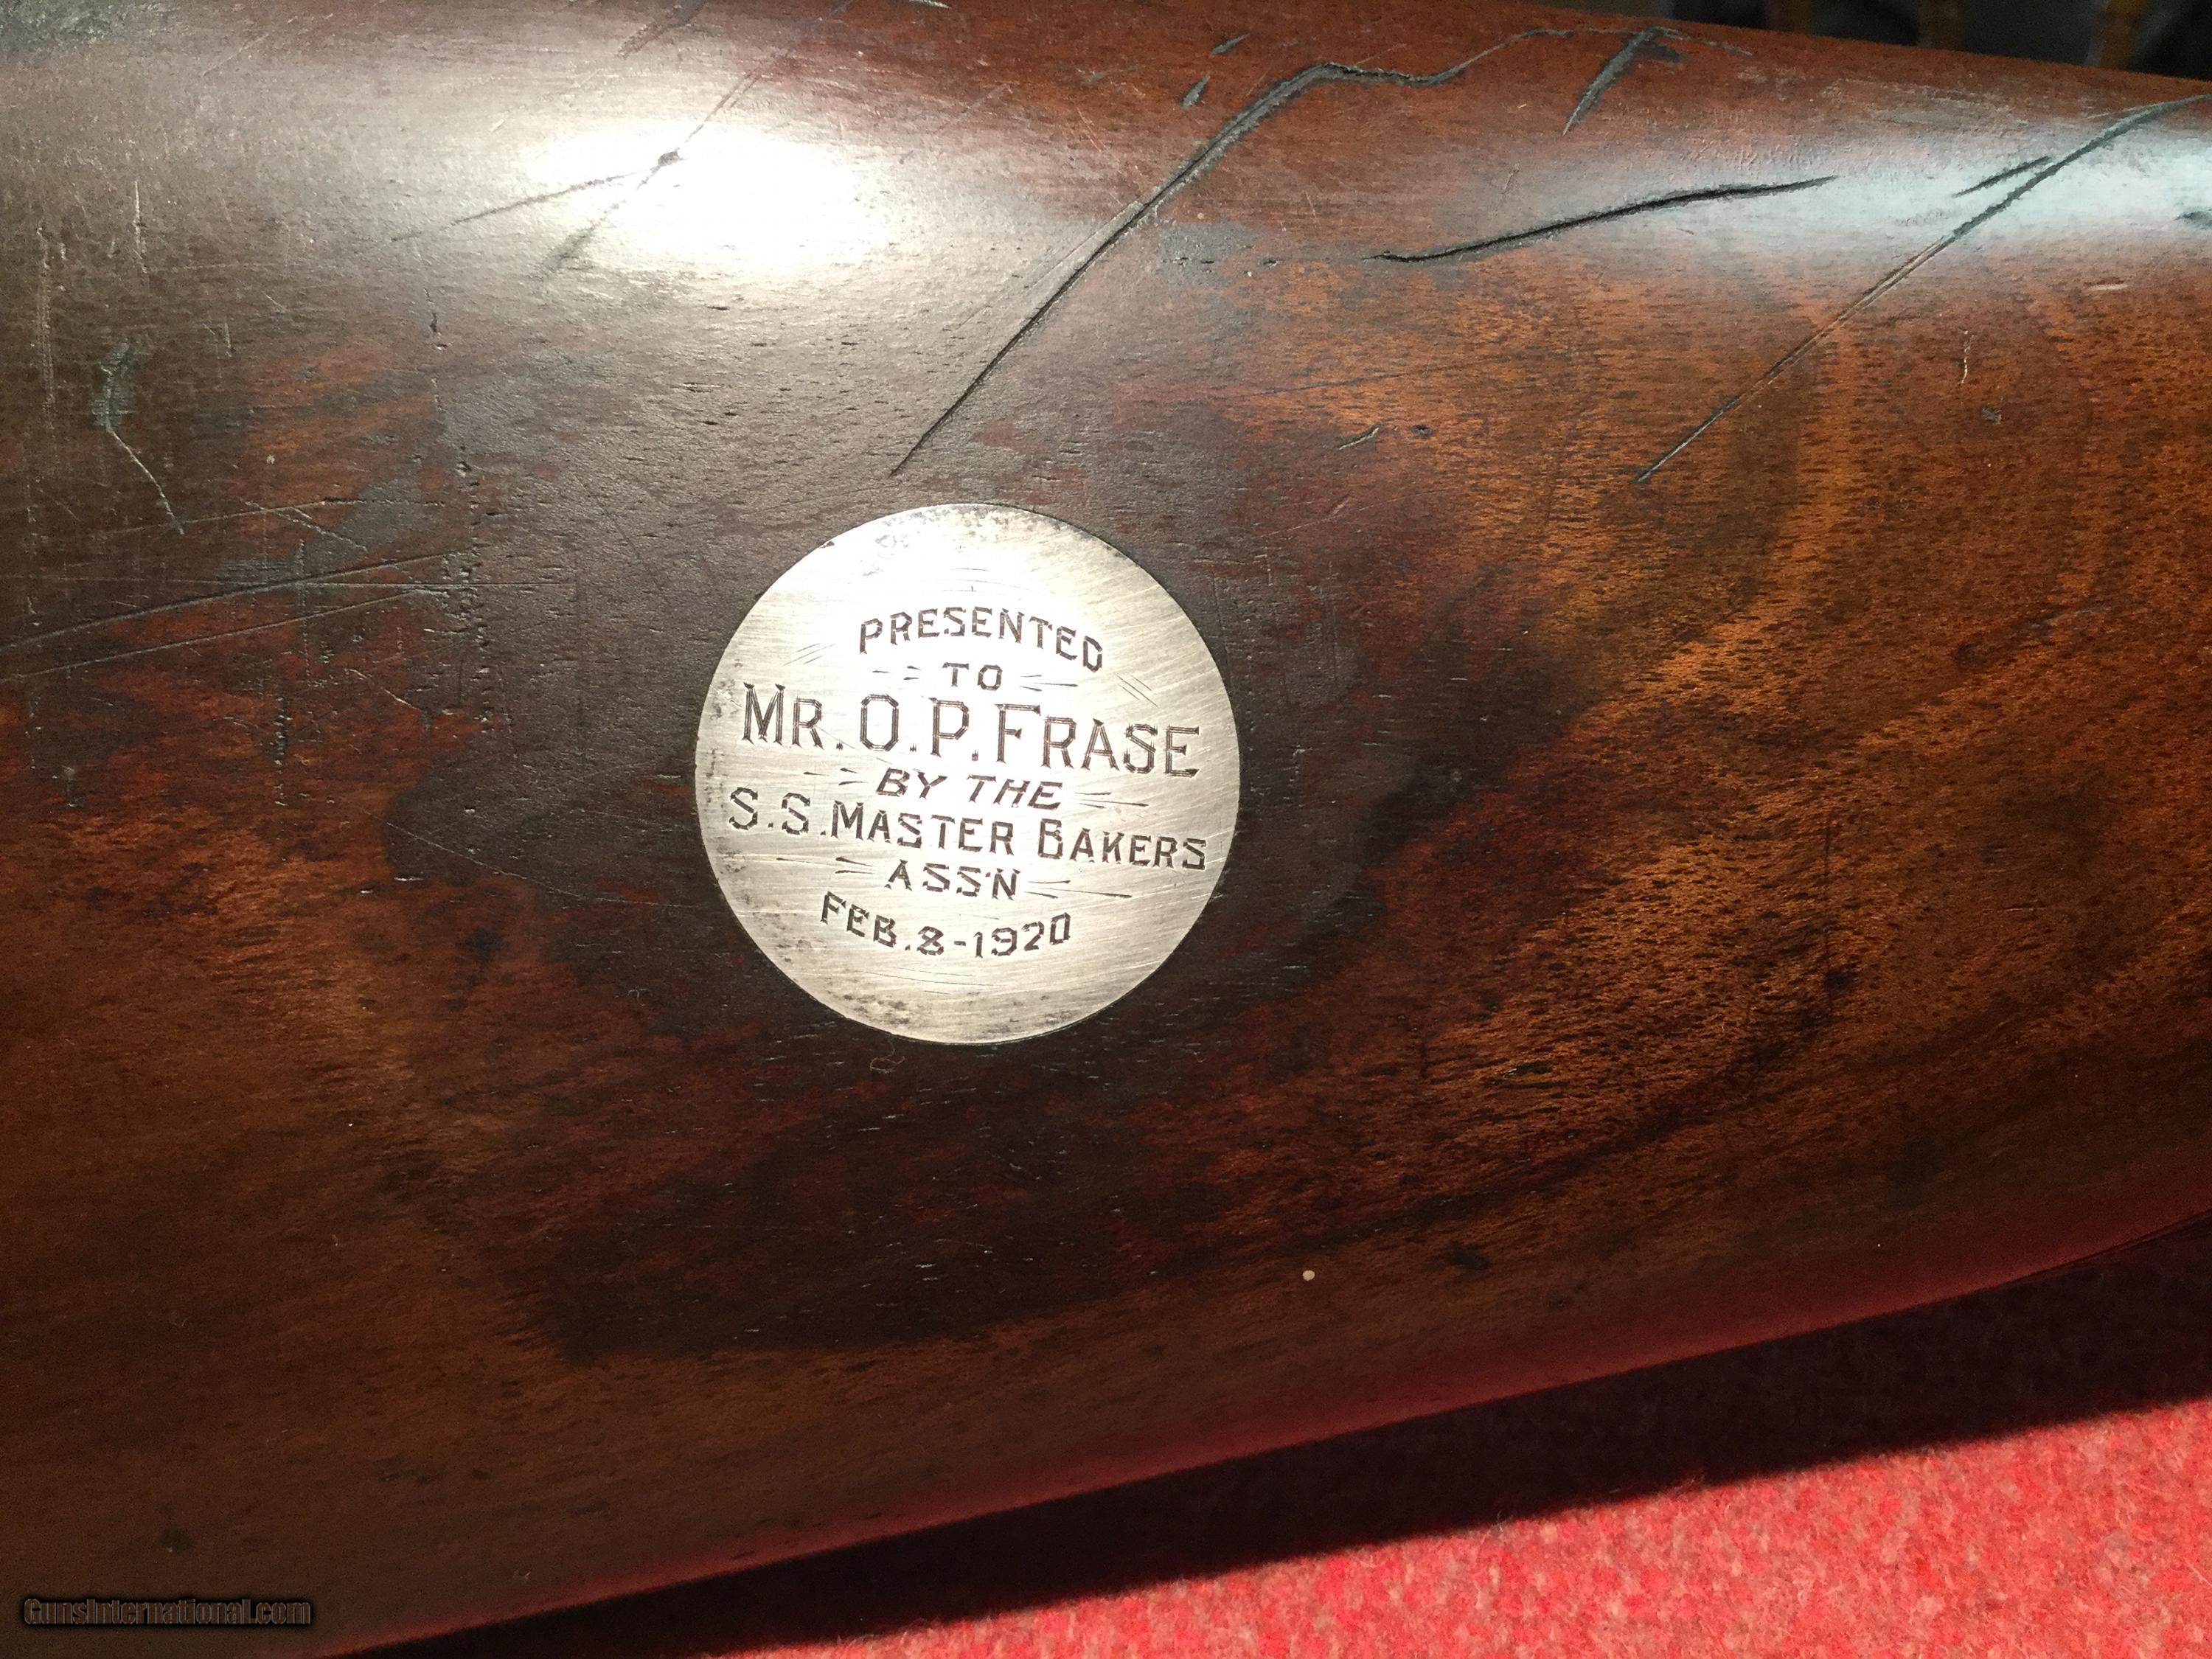 PRESENTED
TO
MR. O. P. FRASE
BY THE
S. S. MASTER BAKERS
ASS'N
FEB. 8-1920
GunsInternational.com